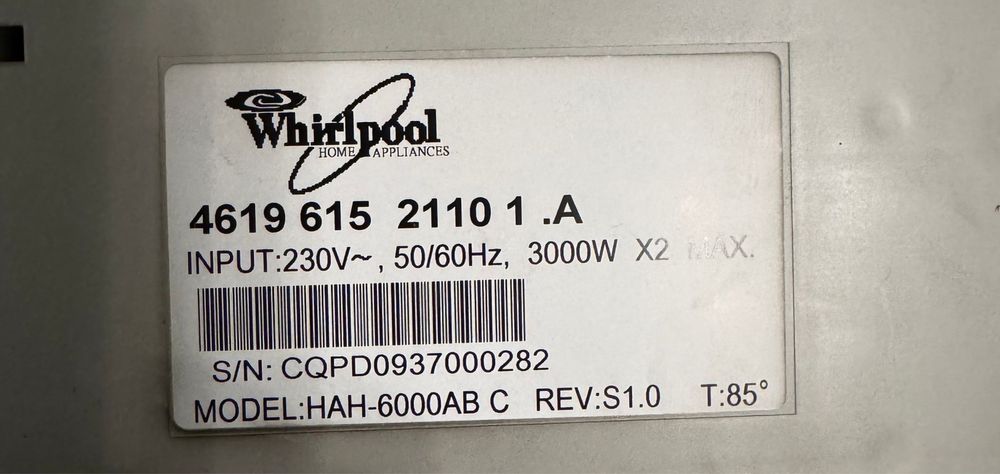 Whirlpool
HOME APPLIANCES
4619 615 2110 1 .A
INPUT:230V~, 50/60Hz, 3000W X2 MAX.
S/N: CQPD0937000282
MODEL:HAH-6000AB C REV:S1.0 T:85°